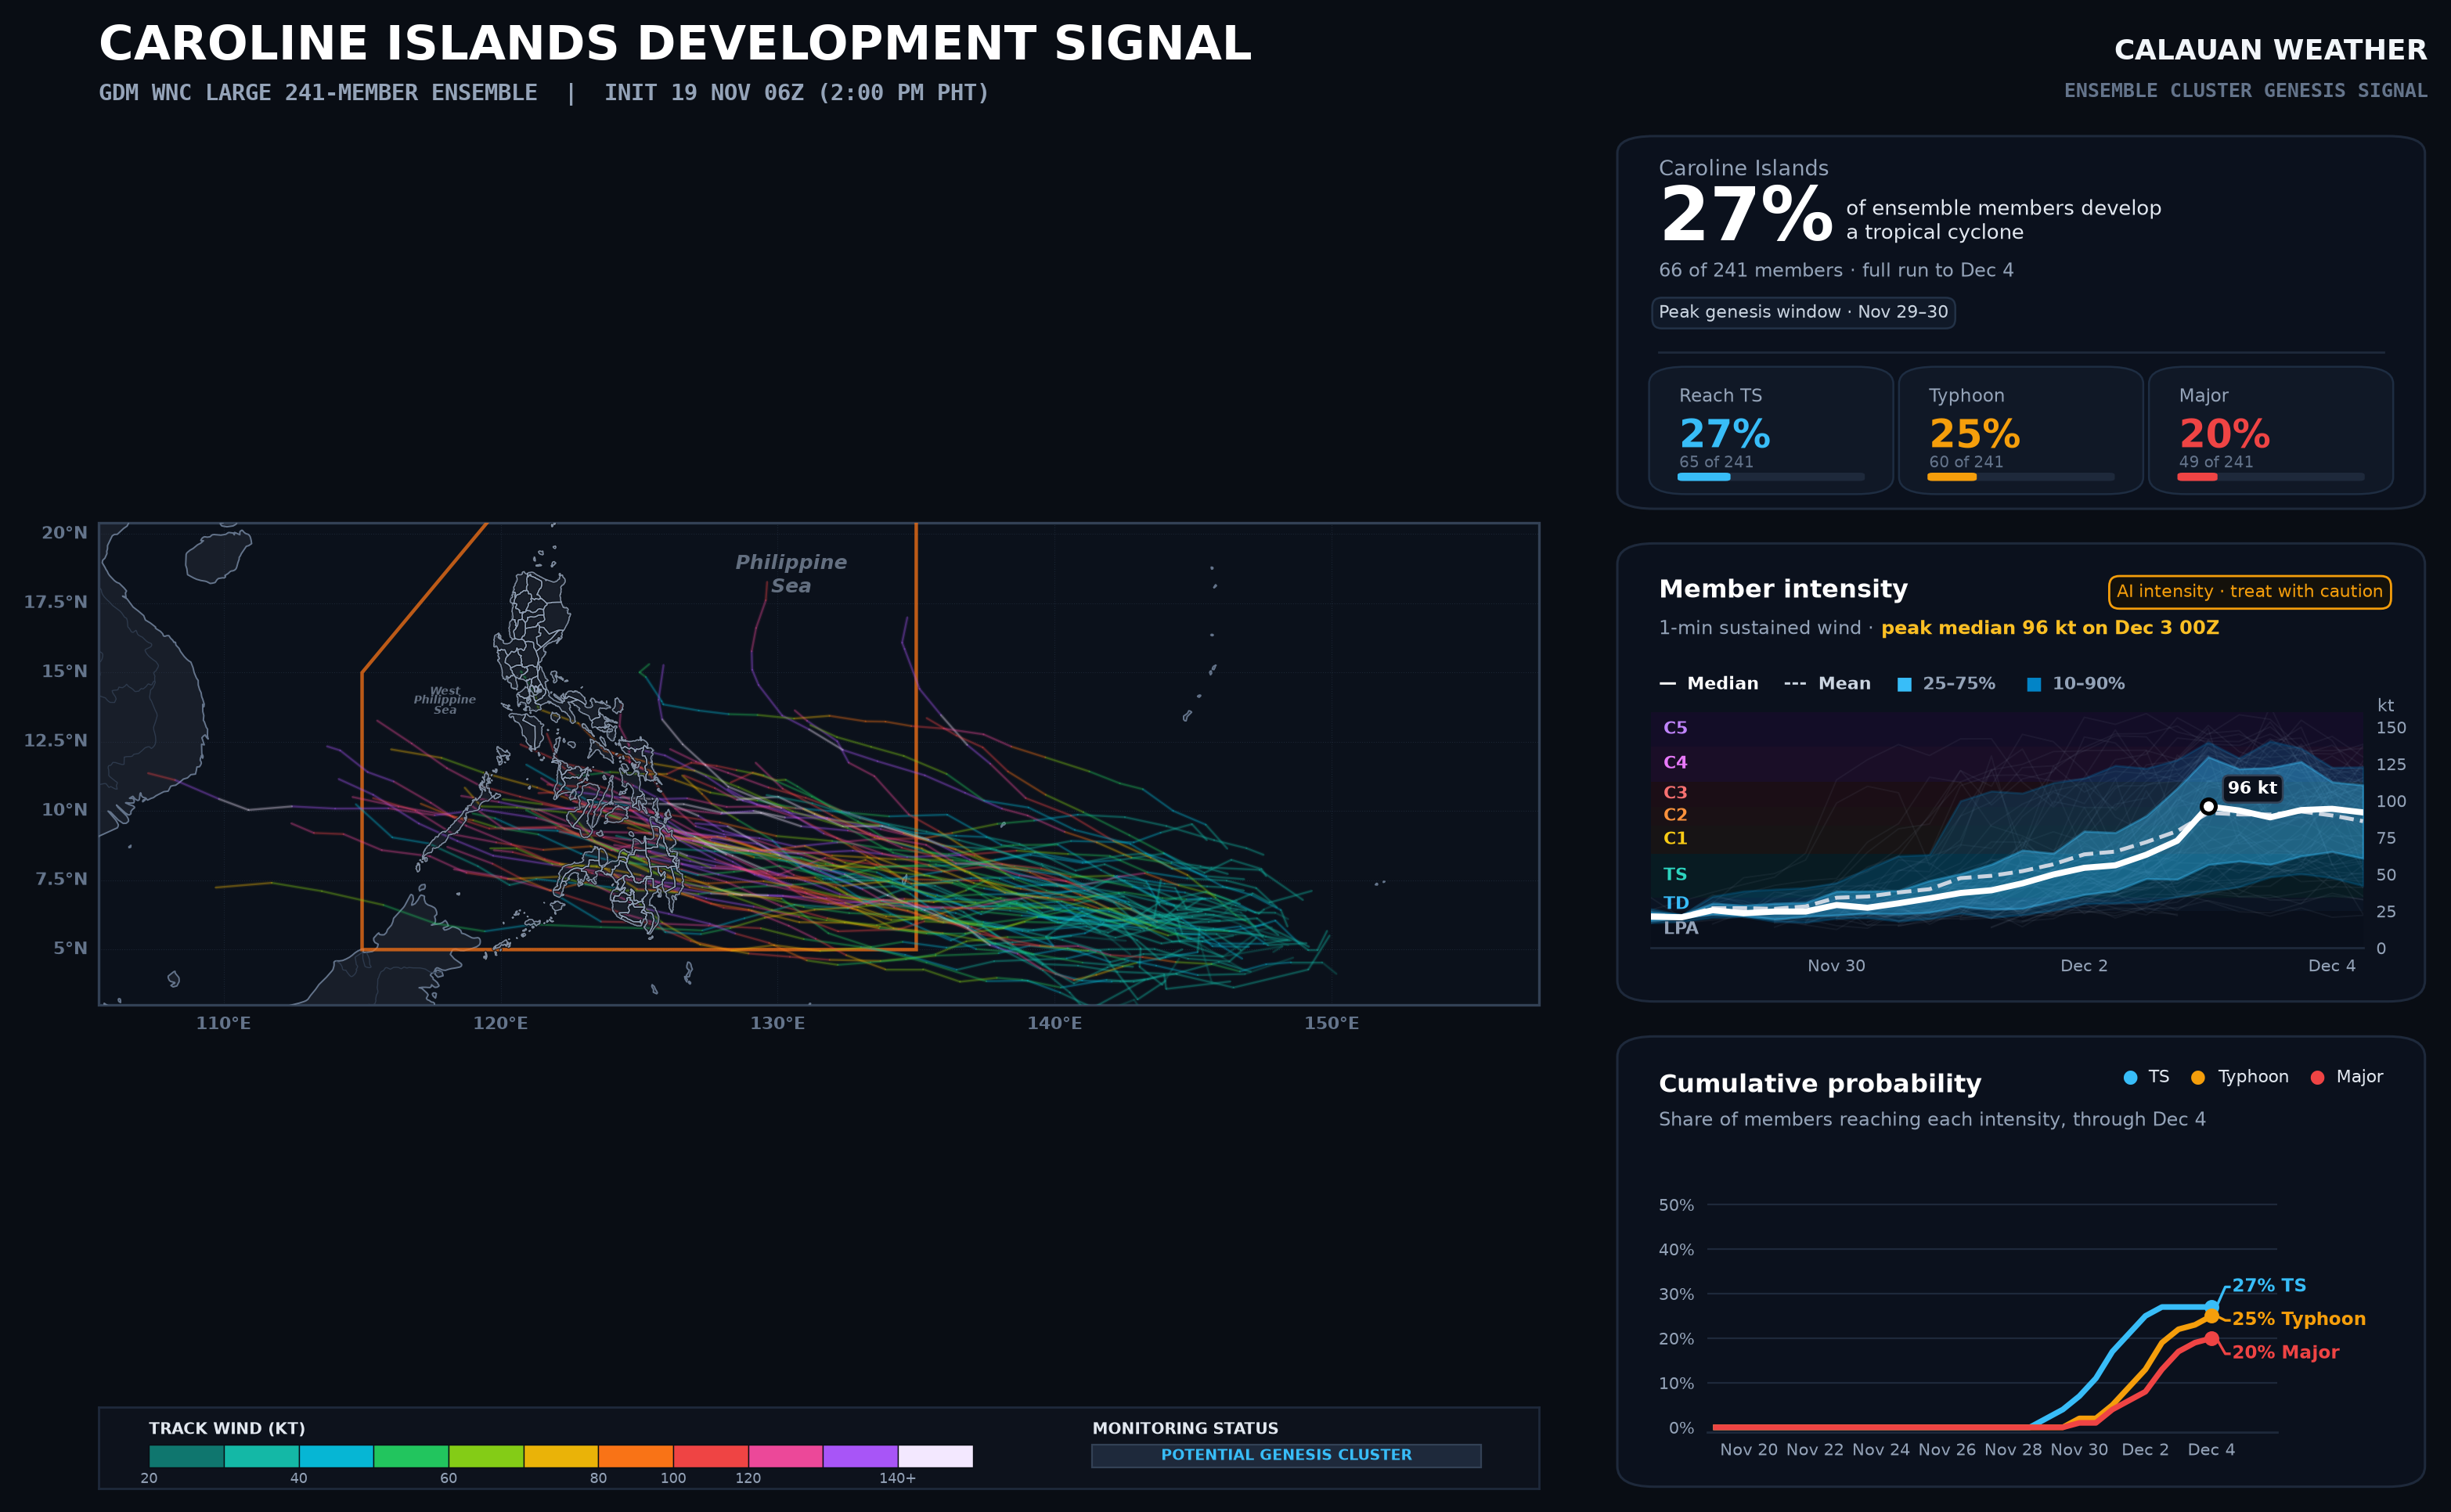 CAROLINE ISLANDS DEVELOPMENT SIGNAL
GDM WNC LARGE 241-MEMBER ENSEMBLE | INIT 19 NOV 06Z (2:00 PM PHT)
CALAUAN WEATHER
ENSEMBLE CLUSTER GENESIS SIGNAL
Caroline Islands
27% of ensemble members develop
a tropical cyclone
66 of 241 members · full run to Dec 4
Peak genesis window · Nov 29–30
Reach TS
27%
65 of 241
Typhoon
25%
60 of 241
Major
20%
49 of 241
20°N
17.5°N
15°N
12.5°N
10°N
7.5°N
5°N
110°E
120°E
130°E
140°E
150°E
Philippine
Sea
West
Philippine
Sea
Member intensity
AI intensity · treat with caution
1-min sustained wind · peak median 96 kt on Dec 3 00Z
Median
Mean
25–75%
10–90%
kt
C5
C4
C3
C2
C1
TS
TD
LPA
150
125
100
75
50
25
0
96 kt
Nov 30
Dec 2
Dec 4
Cumulative probability
TS
Typhoon
Major
Share of members reaching each intensity, through Dec 4
50%
40%
30%
20%
10%
0%
27% TS
25% Typhoon
20% Major
Nov 20
Nov 22
Nov 24
Nov 26
Nov 28
Nov 30
Dec 2
Dec 4
TRACK WIND (KT)
20
40
60
80
100
120
140+
MONITORING STATUS
POTENTIAL GENESIS CLUSTER